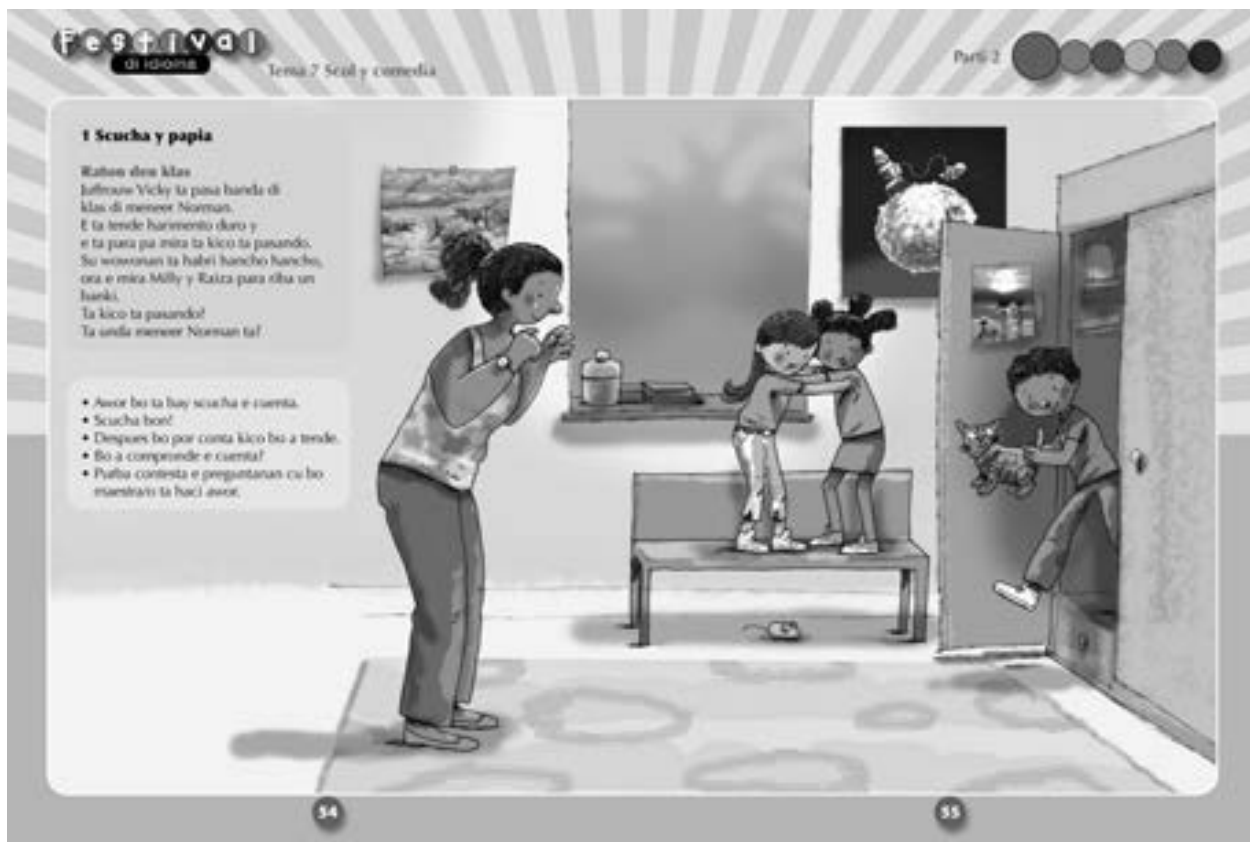 Festival
di idioma
Tema 7 Scol y comedia
Parti 2
1 Scucha y papia
Raton den klas
Juffrouw Vicky ta pasa banda di
klas di meneer Norman.
E ta tende harimento duro y
e ta para pa mira ta kico ta pasando.
Su wowonan ta habri hancho hancho,
ora e mira Milly y Raiza para riba un
banki.
Ta kico ta pasando?
Ta unda meneer Norman ta?
• Awor bo ta bay scucha e cuenta.
• Scucha bon!
• Despues bo por conta kico bo a tende.
• Bo a compronde e cuenta?
• Purba contesta e preguntanan cu bo
maestra/o ta haci awor.
54
55